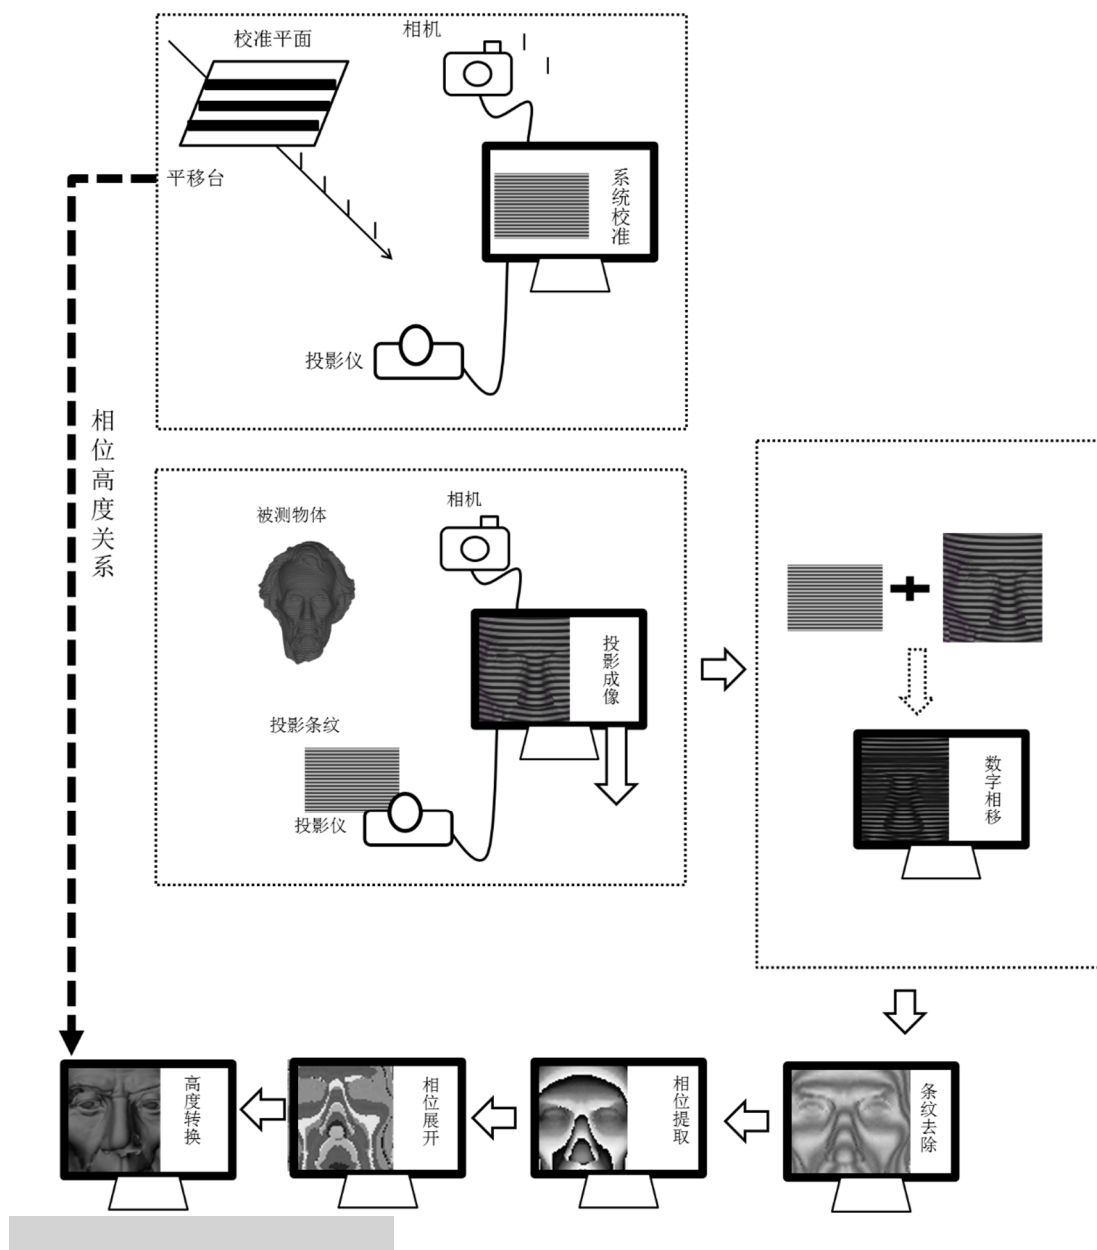 校准平面
相机
平移台
系统校准
投影仪
相位高度关系
被测物体
相机
投影成像
投影条纹
投影仪
数字相移
高度转换
相位展开
相位提取
条纹去除